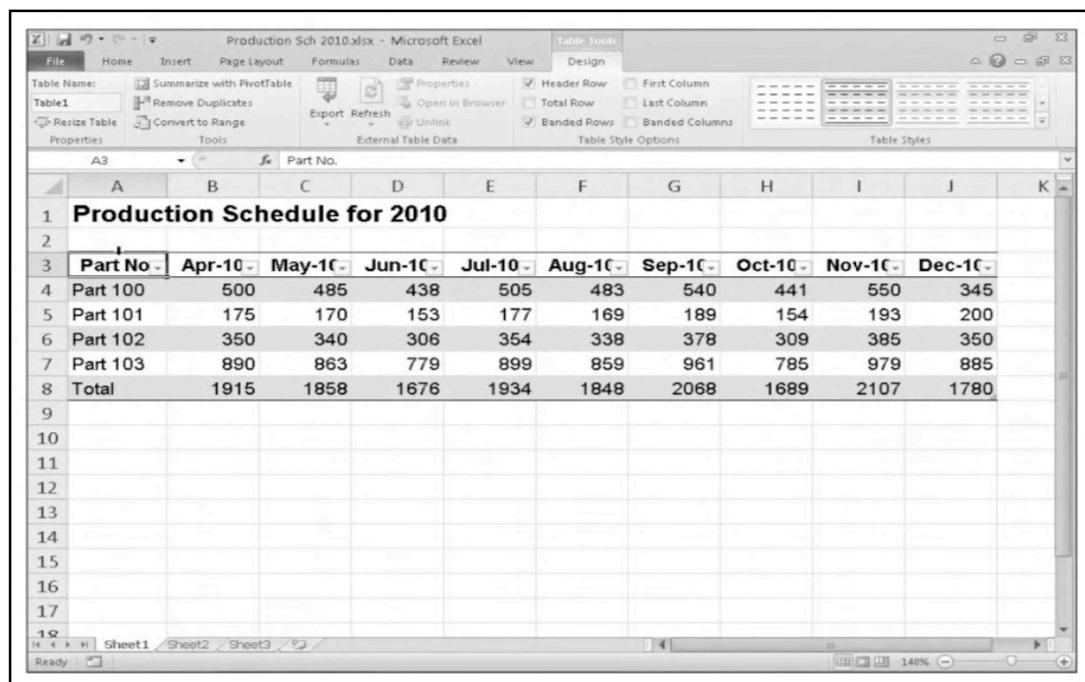 Production Sch 2010.xlsx - Microsoft Excel Table Tools
File Home Insert Page Layout Formulas Data Review View Design
Table Name: Summarize with PivotTable Properties Header Row First Column
Table1 Remove Duplicates Export Refresh Open in Browser Total Row Last Column
Resize Table Convert to Range Unlink Banded Rows Banded Columns
Properties Tools External Table Data Table Style Options Table Styles
A3 fx Part No.
A B C D E F G H I J K
1 Production Schedule for 2010
2
3 Part No Apr-10 May-1 Jun-1 Jul-10 Aug-1 Sep-1 Oct-10 Nov-1 Dec-1
4 Part 100 500 485 438 505 483 540 441 550 345
5 Part 101 175 170 153 177 169 189 154 193 200
6 Part 102 350 340 306 354 338 378 309 385 350
7 Part 103 890 863 779 899 859 961 785 979 885
8 Total 1915 1858 1676 1934 1848 2068 1689 2107 1780
9
10
11
12
13
14
15
16
17
18
Sheet1 Sheet2 Sheet3
Ready 140%